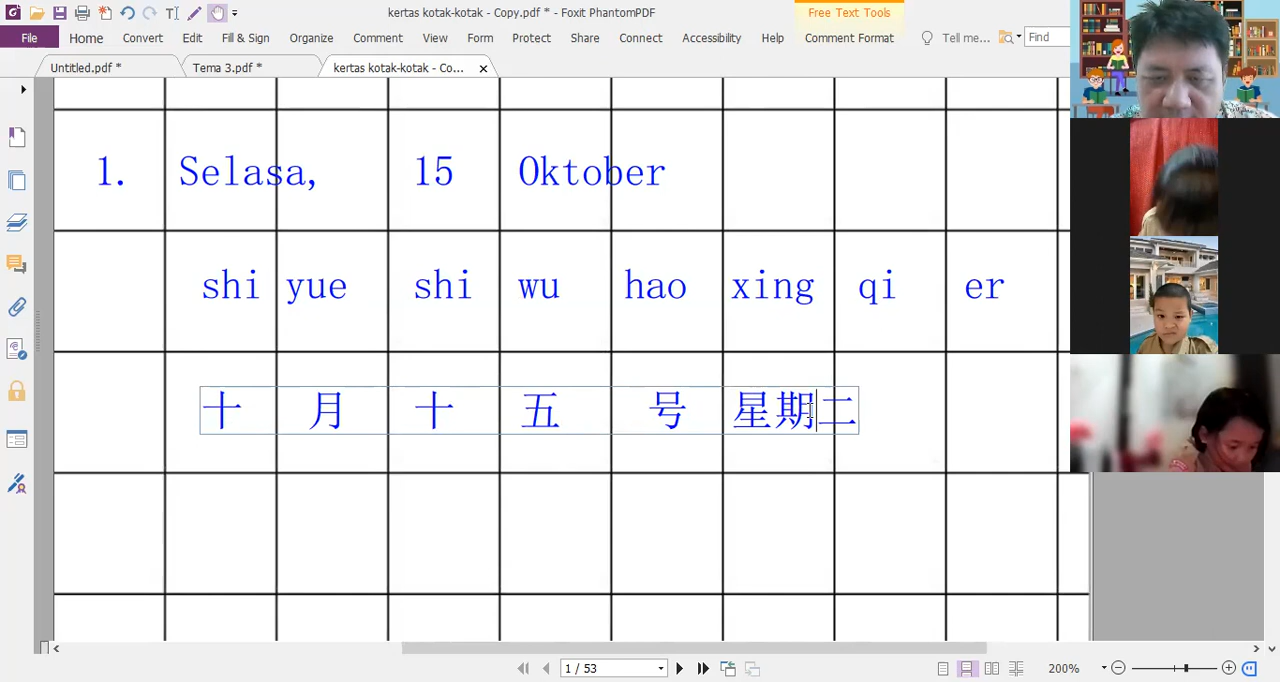 kertas kotak-kotak - Copy.pdf * - Foxit PhantomPDF
Free Text Tools
File Home Convert Edit Fill & Sign Organize Comment View Form Protect Share Connect Accessibility Help Comment Format Tell me... Find
Untitled.pdf * Tema 3.pdf * kertas kotak-kotak - Co...
1. Selasa, 15 Oktober
shi yue shi wu hao xing qi er
十 月 十 五 号 星期二
1 / 53
200%